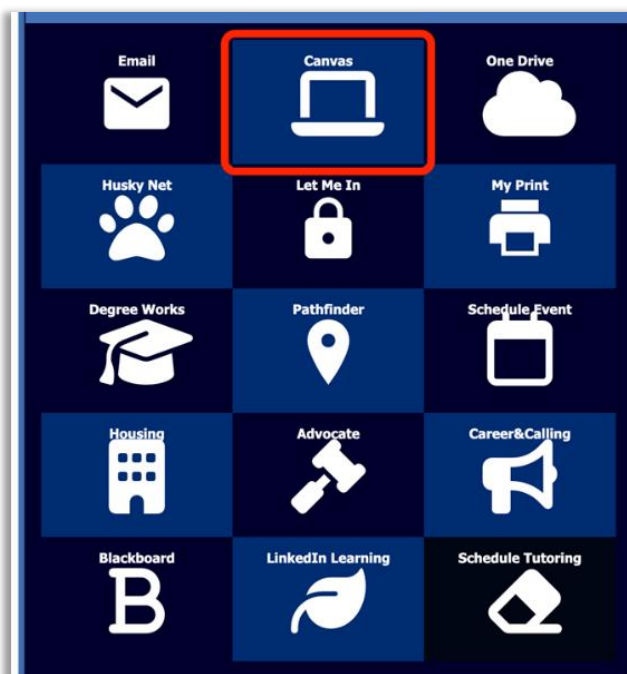 Email
Canvas
One Drive
Husky Net
Let Me In
My Print
Degree Works
Pathfinder
Schedule Event
Housing
Advocate
Career&Calling
Blackboard
LinkedIn Learning
Schedule Tutoring